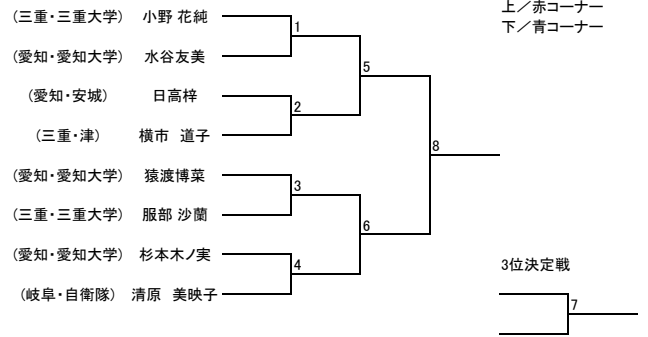 上／赤コーナー
下／青コーナー
(三重・三重大学) 小野 花純
1
(愛知・愛知大学) 水谷友美
5
(愛知・安城) 日高梓
2
(三重・津) 横市 道子
8
(愛知・愛知大学) 猿渡博菜
3
(三重・三重大学) 服部 沙蘭
6
(愛知・愛知大学) 杉本木ノ実
4
(岐阜・自衛隊) 清原 美映子
3位決定戦
7